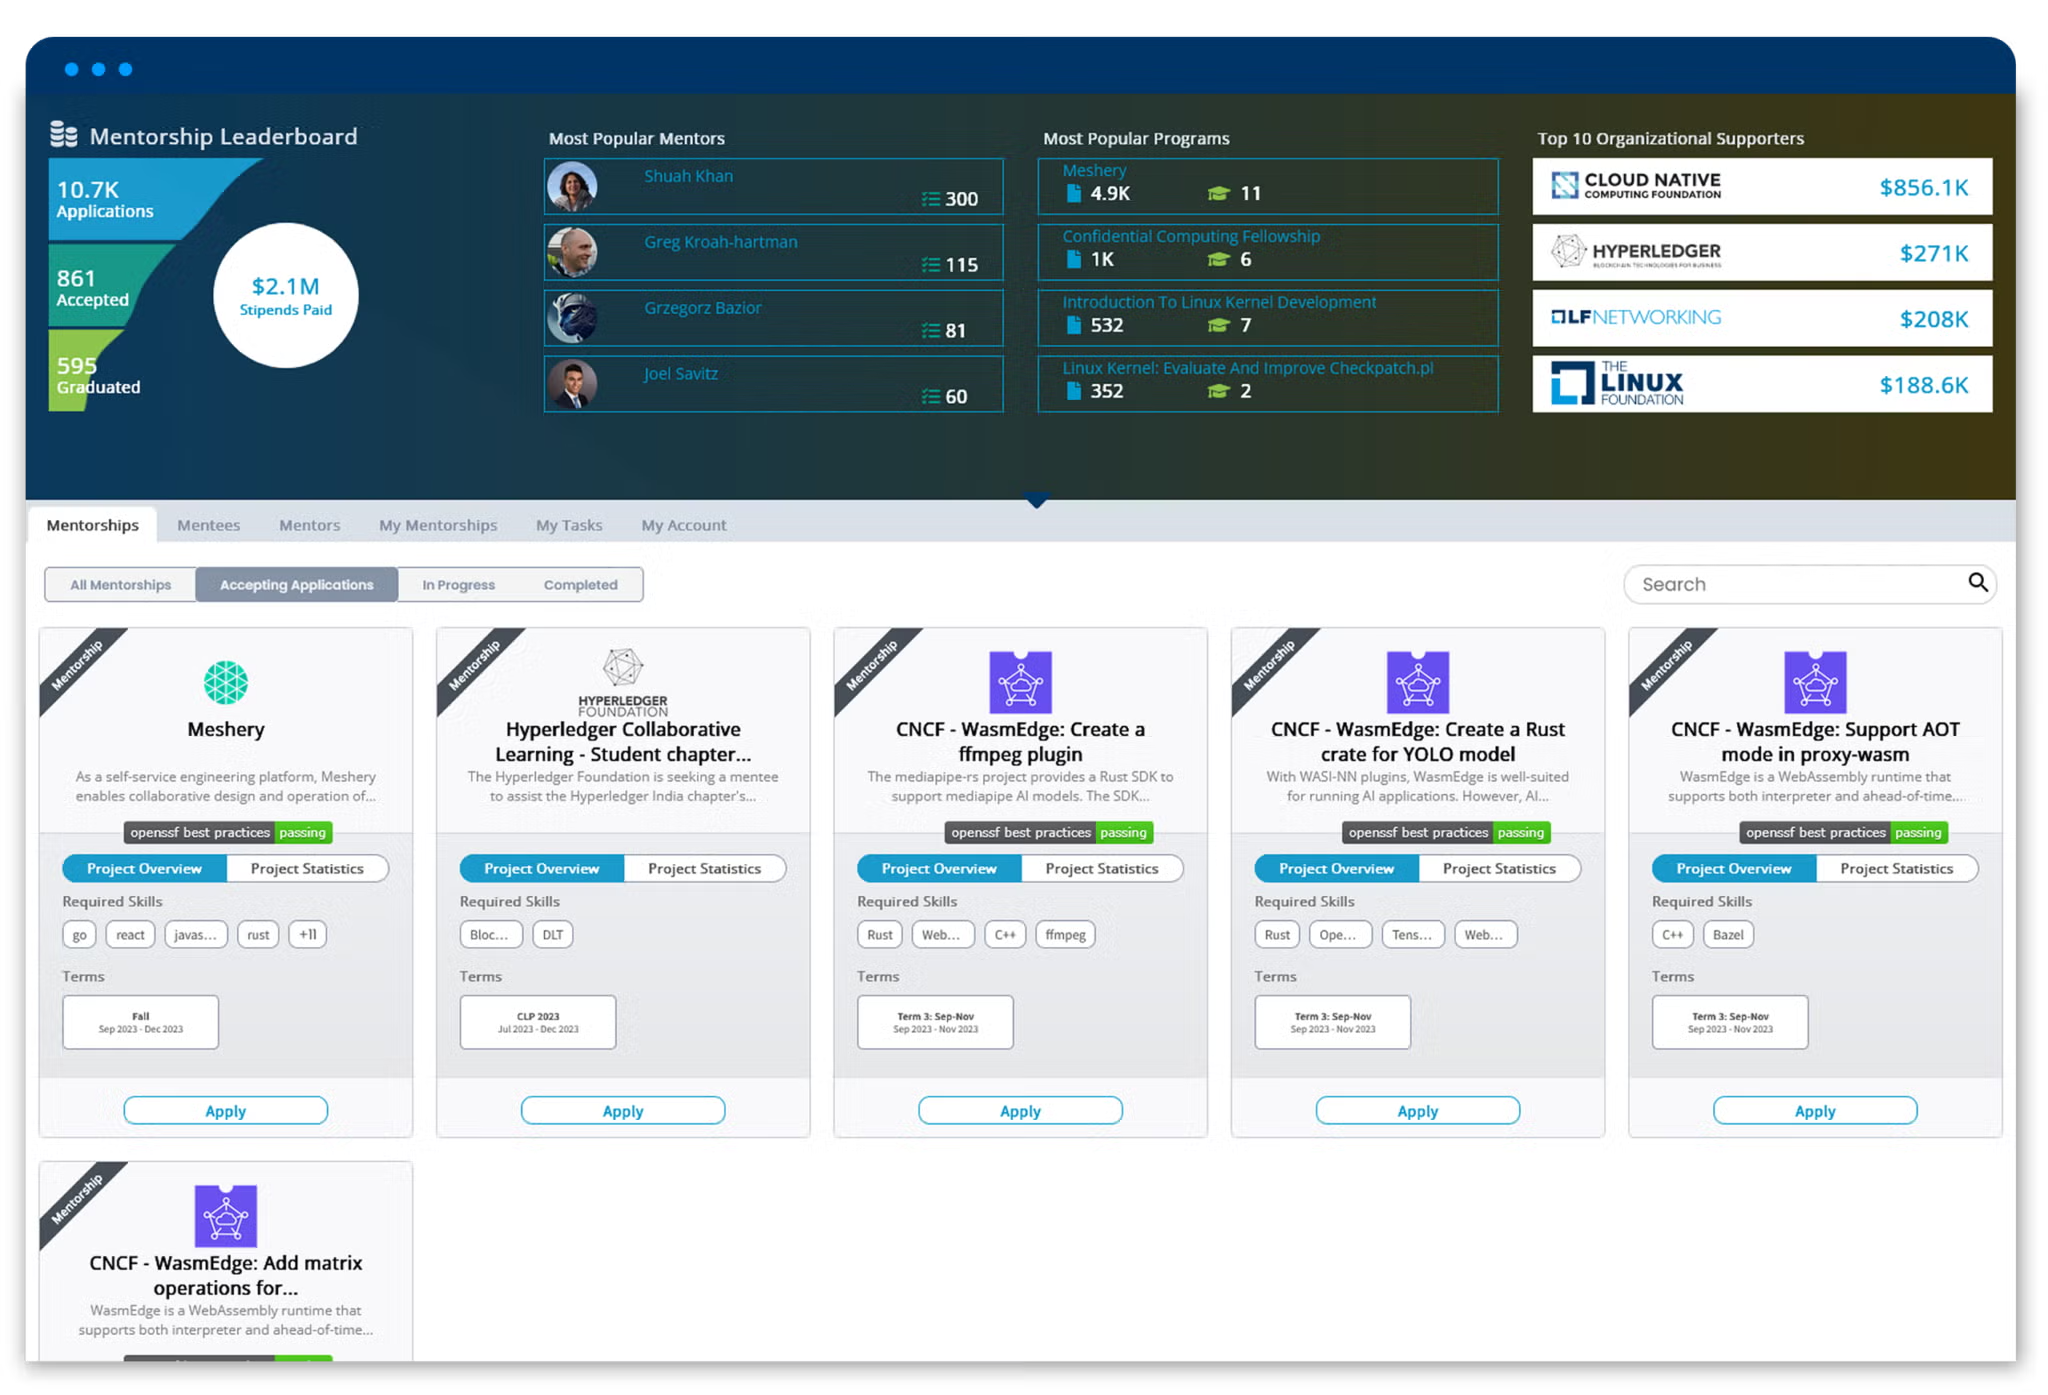 Mentorship Leaderboard
10.7K
Applications
861
Accepted
595
Graduated
$2.1M
Stipends Paid
Most Popular Mentors
Shuah Khan
300
Greg Kroah-hartman
115
Grzegorz Bazior
81
Joel Savitz
60
Most Popular Programs
Meshery
4.9K 11
Confidential Computing Fellowship
1K 6
Introduction To Linux Kernel Development
532 7
Linux Kernel: Evaluate And Improve Checkpatch.pl
352 2
Top 10 Organizational Supporters
CLOUD NATIVE
COMPUTING FOUNDATION
$856.1K
HYPERLEDGER
BLOCKCHAIN TECHNOLOGIES FOR BUSINESS
$271K
LFNETWORKING
$208K
THE
LINUX
FOUNDATION
$188.6K
Mentorships Mentees Mentors My Mentorships My Tasks My Account
All Mentorships Accepting Applications In Progress Completed
Search
Mentorship
Meshery
As a self-service engineering platform, Meshery
enables collaborative design and operation of...
openssf best practices passing
Project Overview Project Statistics
Required Skills
go react javas... rust +11
Terms
Fall
Sep 2023 - Dec 2023
Apply
Mentorship
HYPERLEDGER
FOUNDATION
Hyperledger Collaborative
Learning - Student chapter...
The Hyperledger Foundation is seeking a mentee
to assist the Hyperledger India chapter's...
Project Overview Project Statistics
Required Skills
Bloc... DLT
Terms
CLP 2023
Jul 2023 - Dec 2023
Apply
Mentorship
CNCF - WasmEdge: Create a
ffmpeg plugin
The mediapipe-rs project provides a Rust SDK to
support mediapipe AI models. The SDK...
openssf best practices passing
Project Overview Project Statistics
Required Skills
Rust Web... C++ ffmpeg
Terms
Term 3: Sep-Nov
Sep 2023 - Nov 2023
Apply
Mentorship
CNCF - WasmEdge: Create a Rust
crate for YOLO model
With WASI-NN plugins, WasmEdge is well-suited
for running AI applications. However, AI...
openssf best practices passing
Project Overview Project Statistics
Required Skills
Rust Ope... Tens... Web...
Terms
Term 3: Sep-Nov
Sep 2023 - Nov 2023
Apply
Mentorship
CNCF - WasmEdge: Support AOT
mode in proxy-wasm
WasmEdge is a WebAssembly runtime that
supports both interpreter and ahead-of-time....
openssf best practices passing
Project Overview Project Statistics
Required Skills
C++ Bazel
Terms
Term 3: Sep-Nov
Sep 2023 - Nov 2023
Apply
Mentorship
CNCF - WasmEdge: Add matrix
operations for...
WasmEdge is a WebAssembly runtime that
supports both interpreter and ahead-of-time...